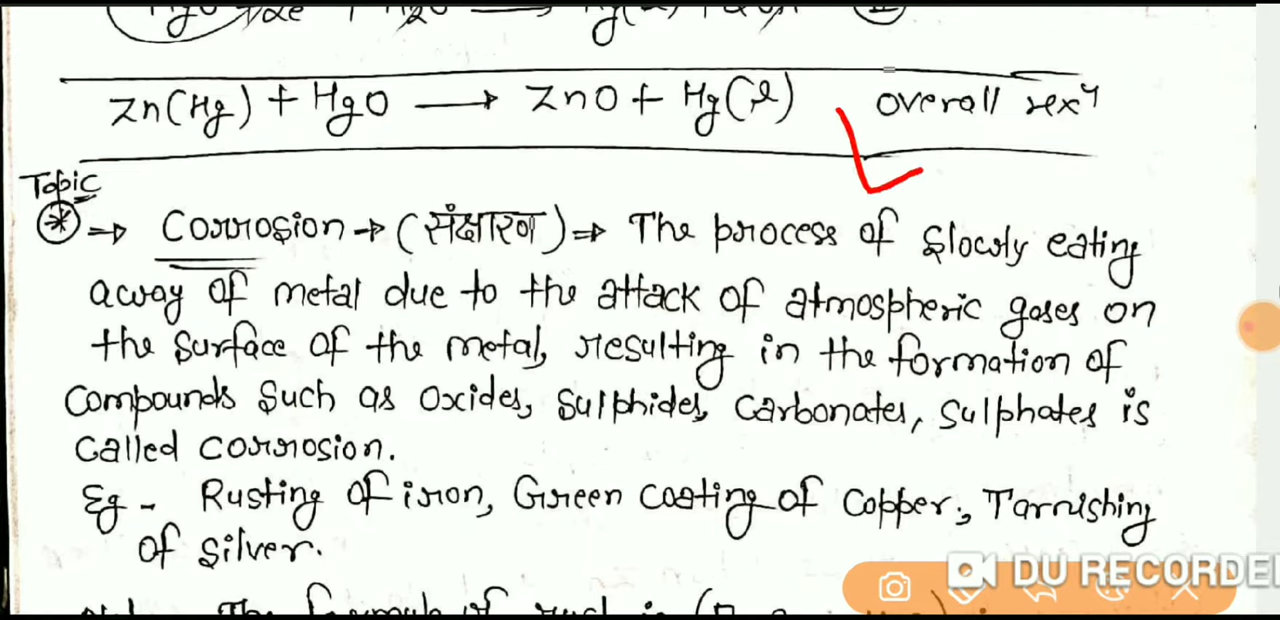 Zn(Hg) + HgO → ZnO + Hg(l) overall rexⁿ
Topic
⇒ Corrosion → (संक्षारण) ⇒ The process of slowly eating
away of metal due to the attack of atmospheric gases on
the surface of the metal, resulting in the formation of
Compounds Such as oxides, sulphides, carbonates, sulphates is
called corrosion.
Eg - Rusting of iron, Green coating of copper, Tarnishing
of silver.
DU RECORDE